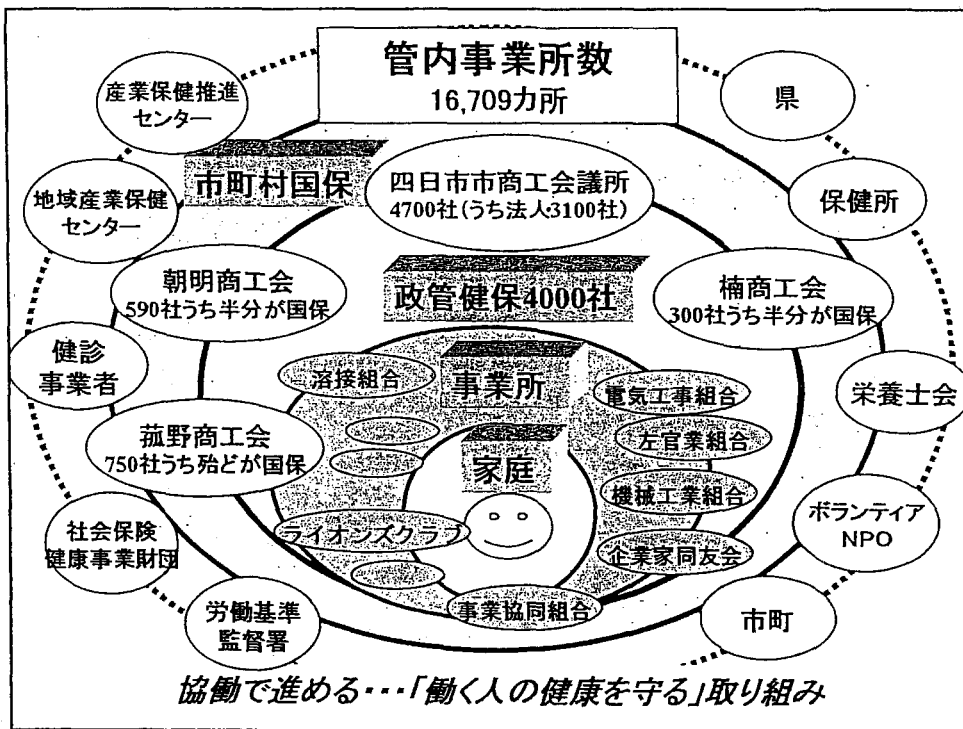 管内事業所数
16,709カ所
産業保健推進
センター
県
市町村国保
四日市市商工会議所
4700社(うち法人・3100社)
地域産業保健
センター
保健所
朝明商工会
590社うち半分が国保
政管健保4000社
楠商工会
300社うち半分が国保
健診
事業者
溶接組合
事業所
電気工事組合
栄養士会
左官業組合
菰野商工会
750社うち殆どが国保
家庭
機械工業組合
ボランティア
NPO
社会保険
健康事業財団
ライオンズクラブ
企業家同友会
労働基準
監督署
事業協同組合
市町
協働で進める・・・「働く人の健康を守る」取り組み